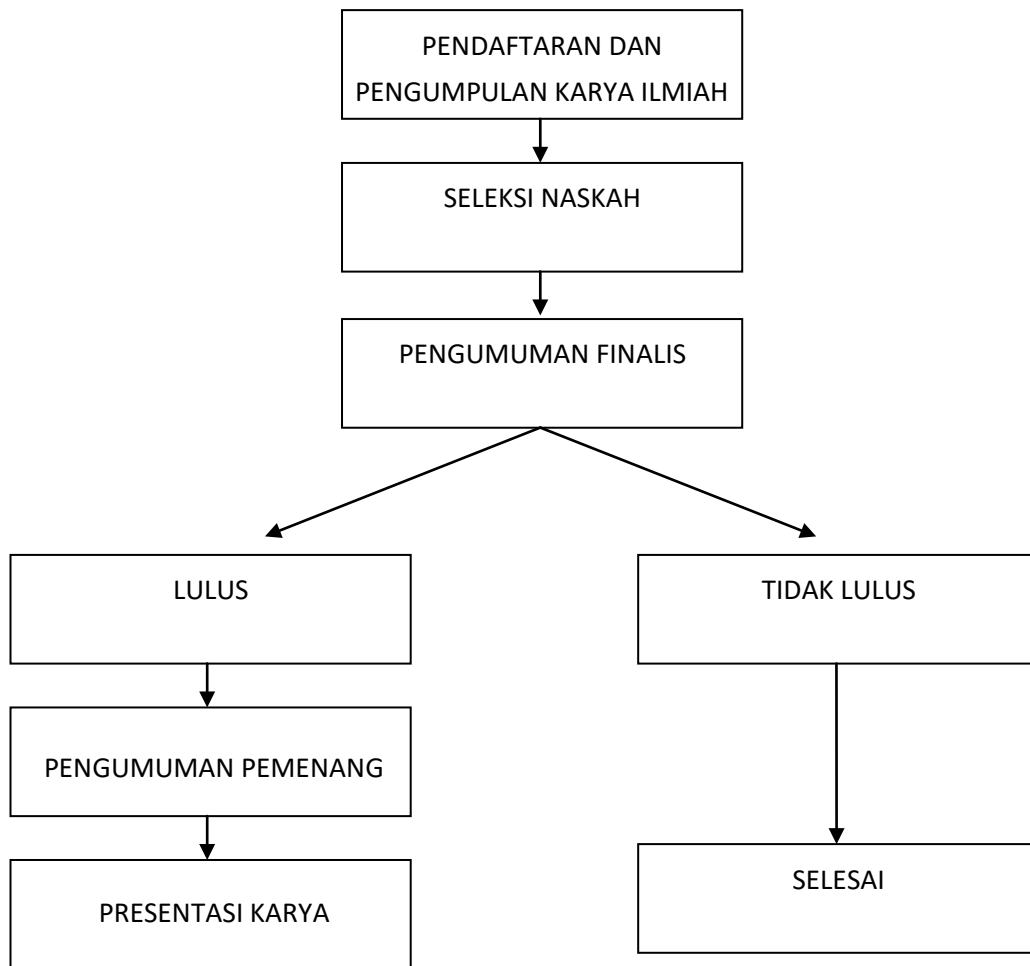 PENDAFTARAN DAN
PENGUMPULAN KARYA ILMIAH
SELEKSI NASKAH
PENGUMUMAN FINALIS
LULUS
TIDAK LULUS
PENGUMUMAN PEMENANG
SELESAI
PRESENTASI KARYA